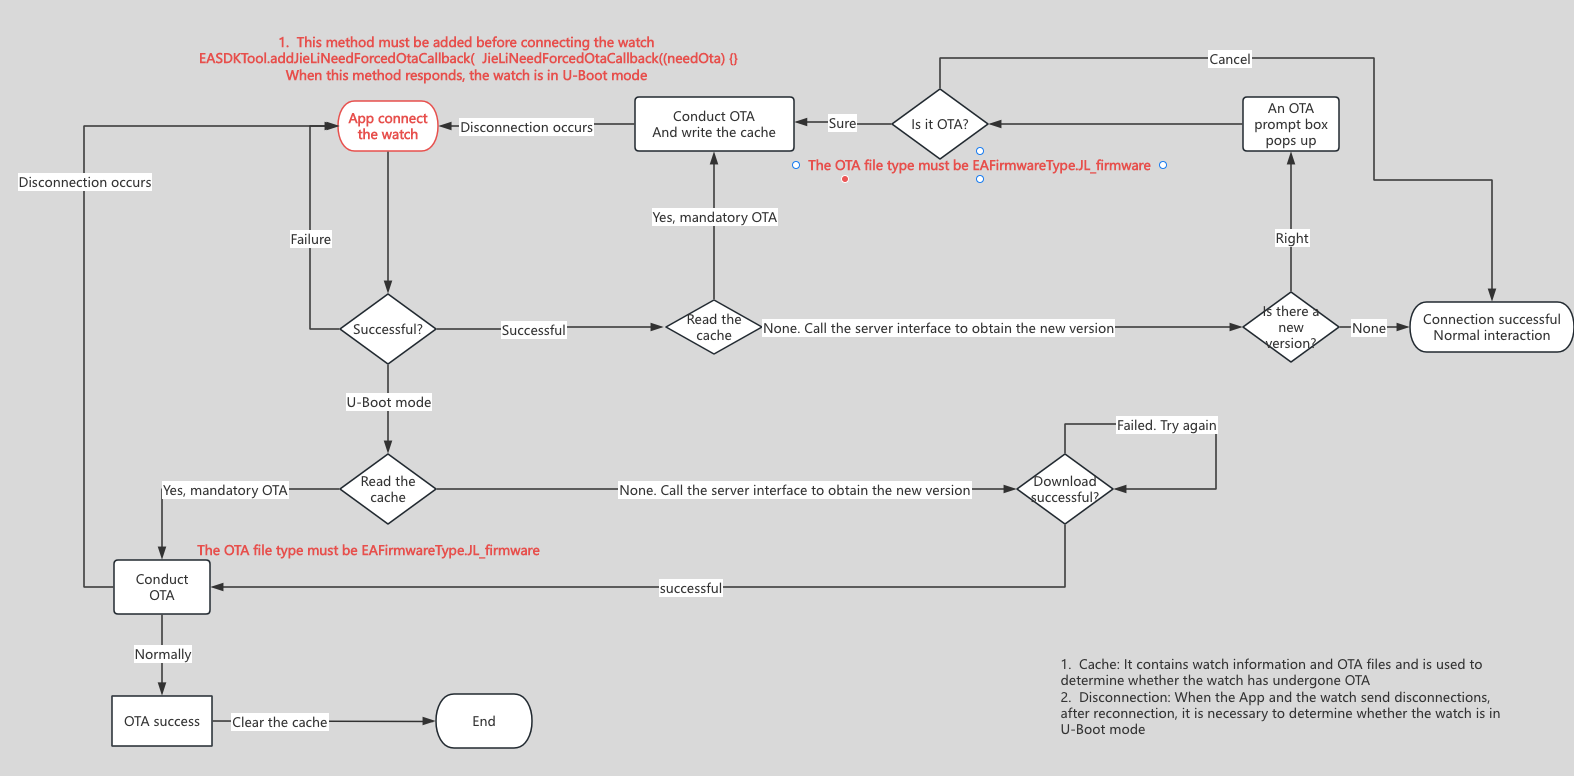 1. This method must be added before connecting the watch
EASDKTool.addJieLiNeedForcedOtaCallback( JieLiNeedForcedOtaCallback((needOta) {}
When this method responds, the watch is in U-Boot mode
Cancel
App connect
the watch
Disconnection occurs
Conduct OTA
And write the cache
Sure
Is it OTA?
An OTA
prompt box
pops up
The OTA file type must be EAFirmwareType.JL_firmware
Disconnection occurs
Failure
Yes, mandatory OTA
Right
Successful?
Successful
Read the
cache
None. Call the server interface to obtain the new version
Is there a
new
version?
None
Connection successful
Normal interaction
U-Boot mode
Failed. Try again
Yes, mandatory OTA
Read the
cache
None. Call the server interface to obtain the new version
Download
successful?
The OTA file type must be EAFirmwareType.JL_firmware
Conduct
OTA
successful
Normally
OTA success
Clear the cache
End
1. Cache: It contains watch information and OTA files and is used to
determine whether the watch has undergone OTA
2. Disconnection: When the App and the watch send disconnections,
after reconnection, it is necessary to determine whether the watch is in
U-Boot mode